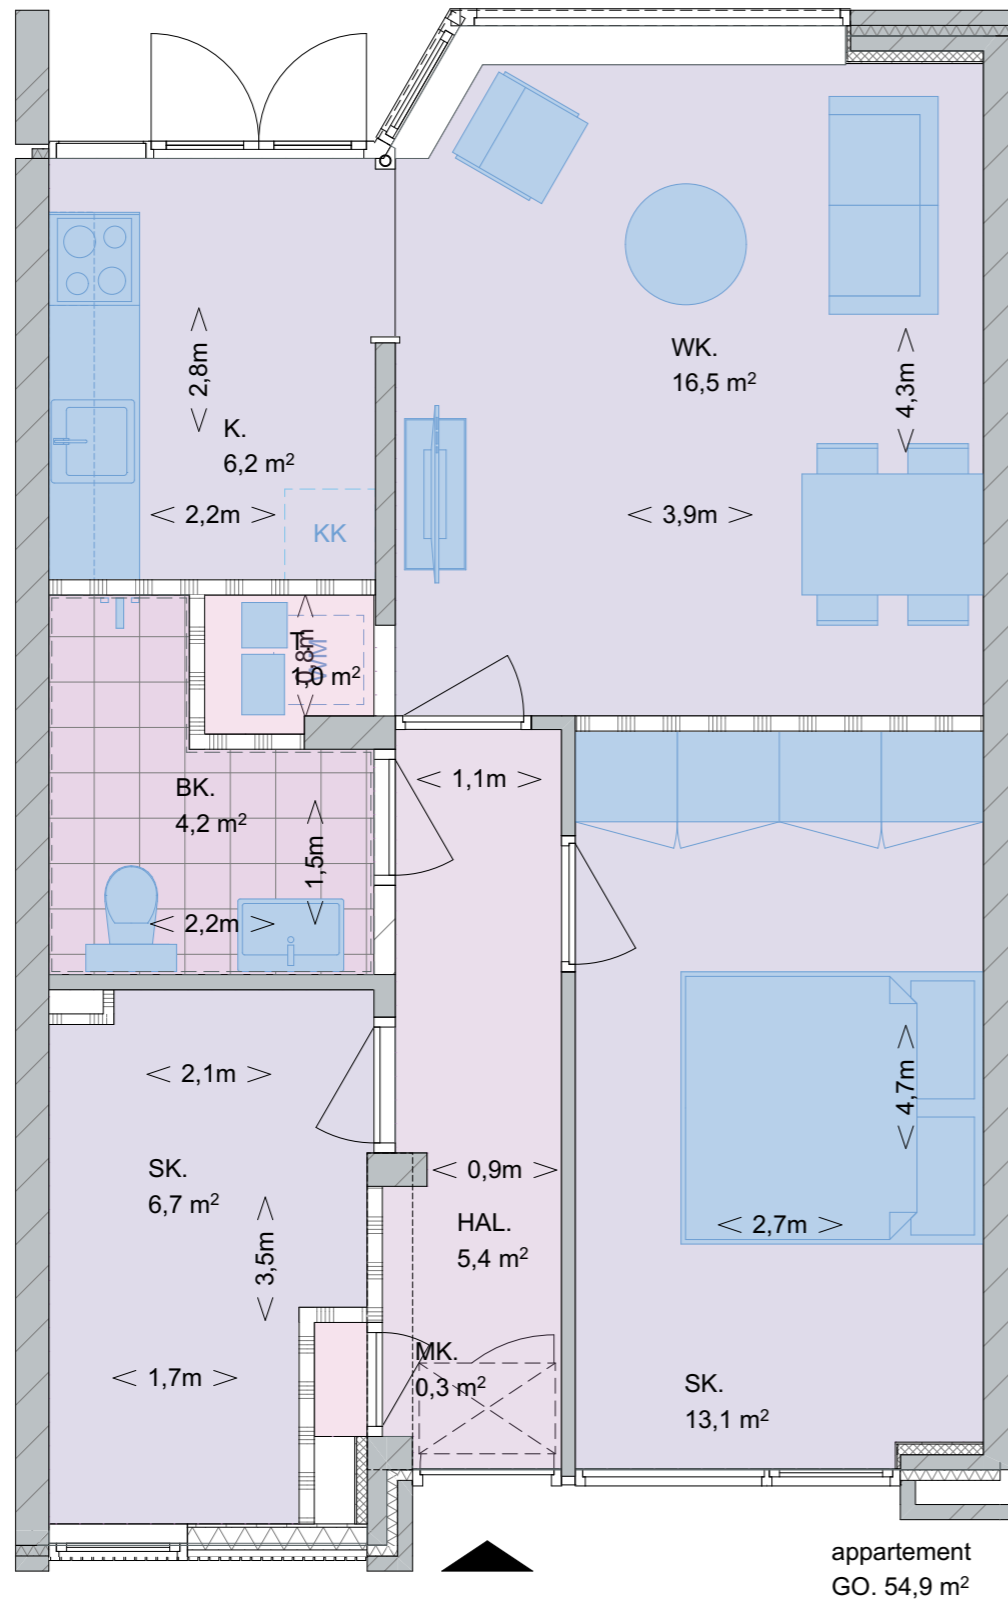 WK.
16,5 m²
4,3m
3,9m
2,8m
K.
6,2 m²
2,2m
KK
T.
1,0 m²
0,8m
WM
BK.
4,2 m²
1,5m
2,2m
1,1m
2,1m
SK.
6,7 m²
3,5m
1,7m
0,9m
HAL.
5,4 m²
MK.
0,3 m²
4,7m
2,7m
SK.
13,1 m²
appartement
GO. 54,9 m²